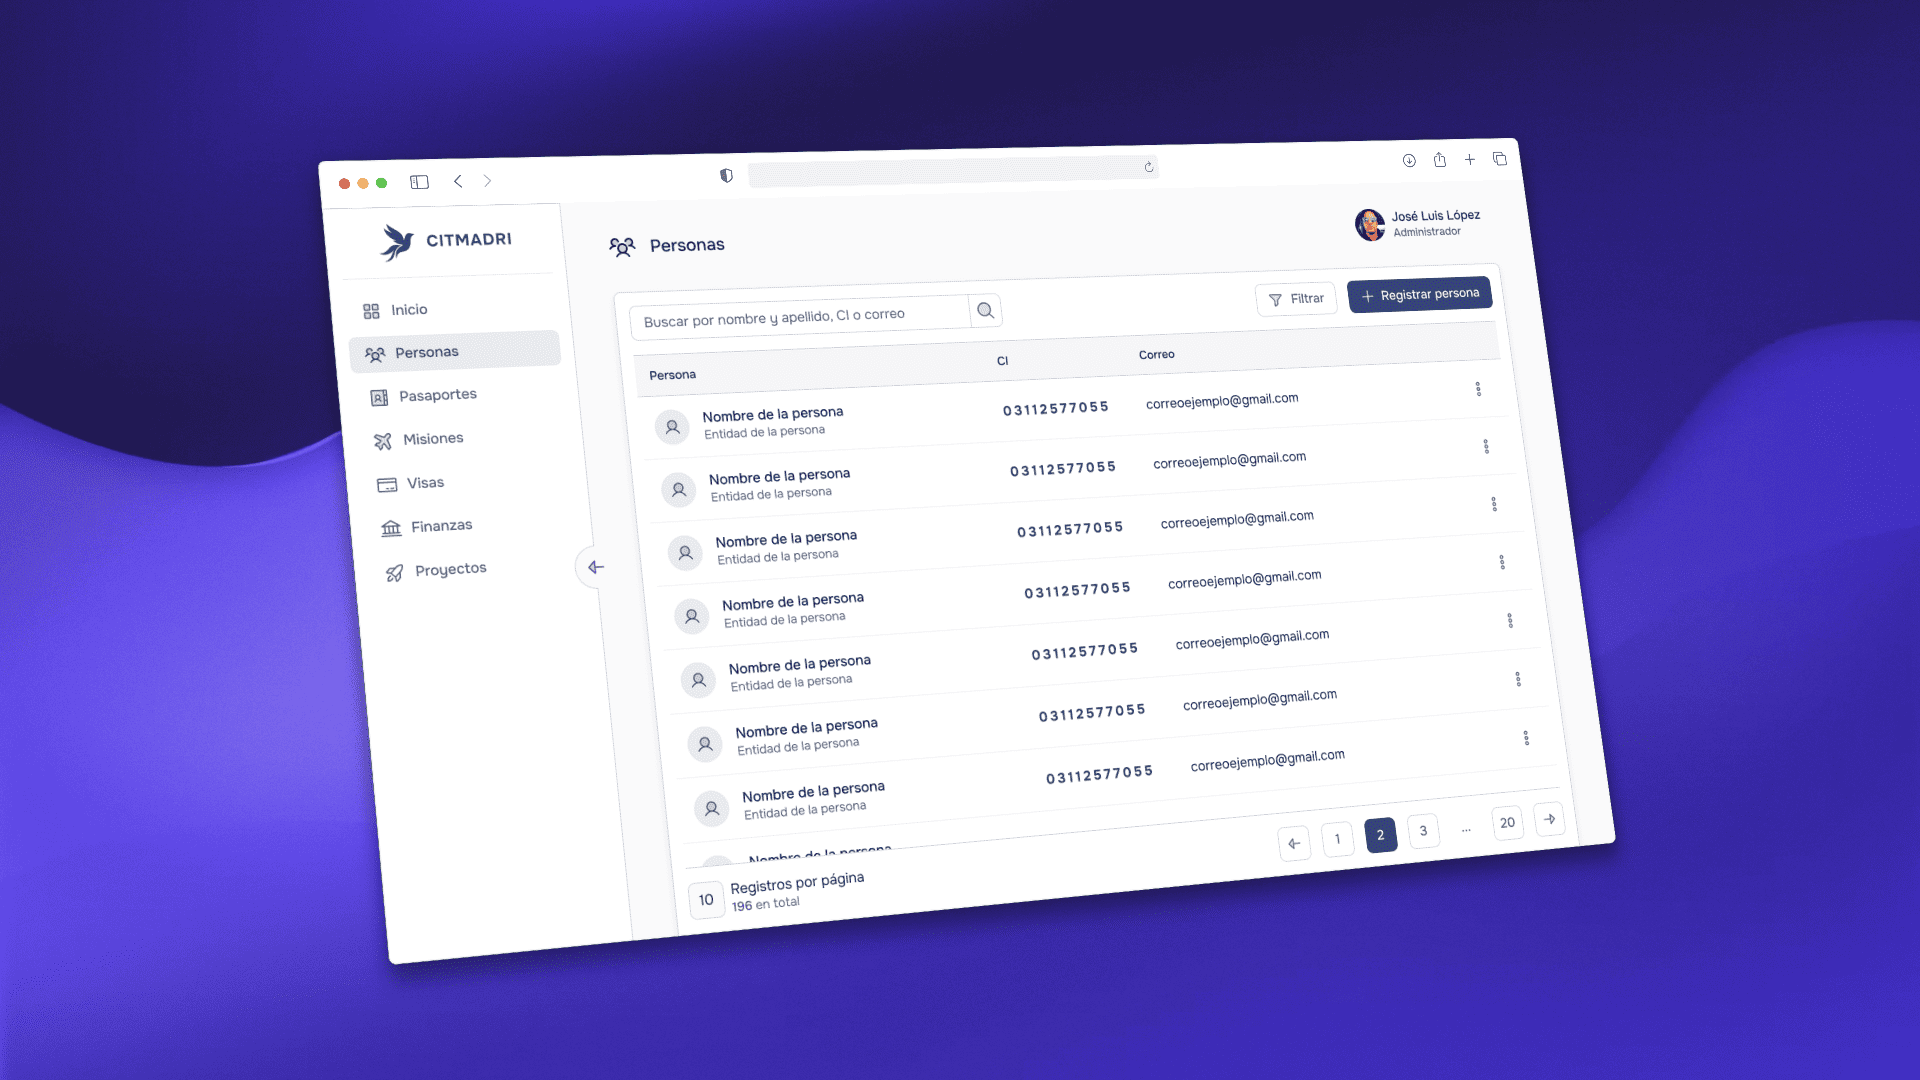 CITMADRI
Inicio
Personas
Pasaportes
Misiones
Visas
Finanzas
Proyectos
Personas
José Luis López
Administrador
Buscar por nombre y apellido, CI o correo
Filtrar
+ Registrar persona
Persona CI Correo
Nombre de la persona
Entidad de la persona
03112577055
correoejemplo@gmail.com
Nombre de la persona
Entidad de la persona
03112577055
correoejemplo@gmail.com
Nombre de la persona
Entidad de la persona
03112577055
correoejemplo@gmail.com
Nombre de la persona
Entidad de la persona
03112577055
correoejemplo@gmail.com
Nombre de la persona
Entidad de la persona
03112577055
correoejemplo@gmail.com
Nombre de la persona
Entidad de la persona
03112577055
correoejemplo@gmail.com
Nombre de la persona
Entidad de la persona
03112577055
correoejemplo@gmail.com
Nombre de la persona
10
Registros por página
196 en total
1 2 3 ... 20